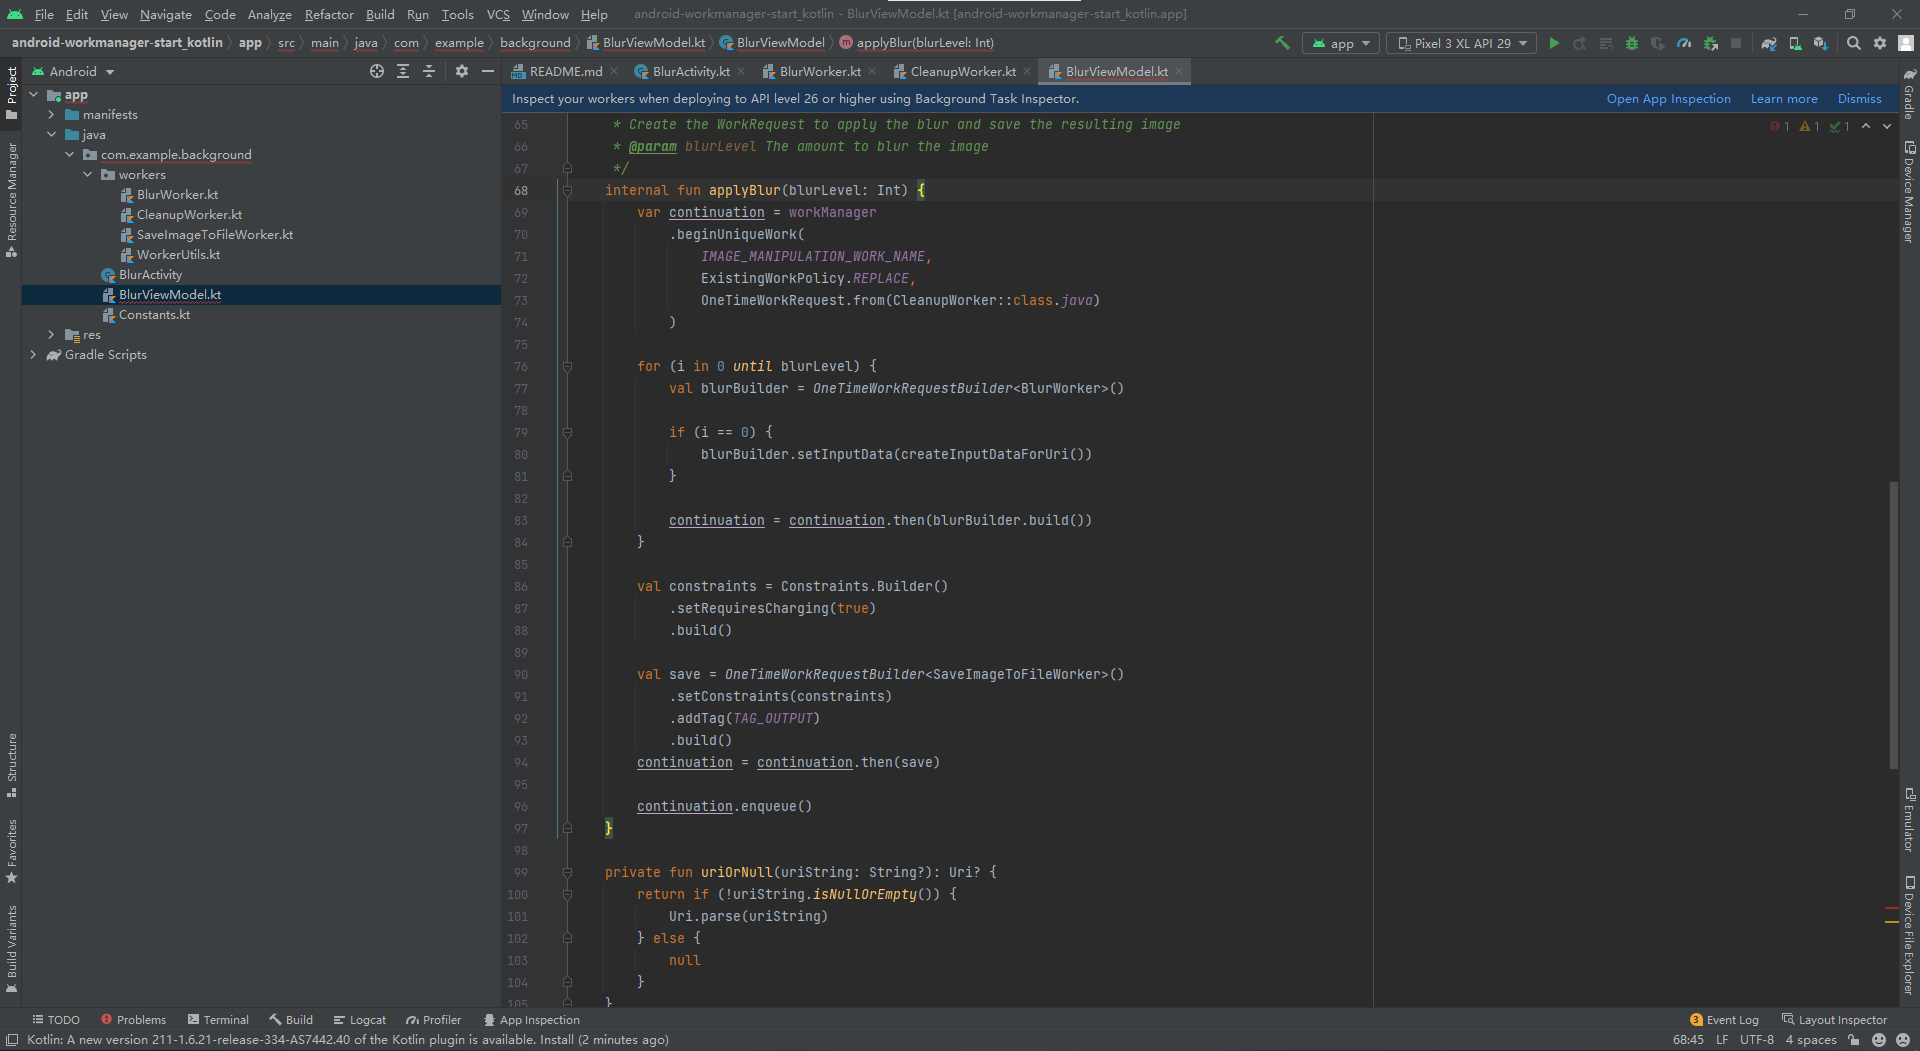 File Edit View Navigate Code Analyze Refactor Build Run Tools VCS Window Help android-workmanager-start_kotlin - BlurViewModel.kt [android-workmanager-start_kotlin.app]
android-workmanager-start_kotlin app src main java com example background BlurViewModel.kt BlurViewModel applyBlur(blurLevel: Int) app Pixel 3 XL API 29
Android
README.md BlurActivity.kt BlurWorker.kt CleanupWorker.kt BlurViewModel.kt
Inspect your workers when deploying to API level 26 or higher using Background Task Inspector. Open App Inspection Learn more Dismiss
1 1 1
Project
Resource Manager
Structure
Favorites
Build Variants
app
manifests
java
com.example.background
workers
BlurWorker.kt
CleanupWorker.kt
SaveImageToFileWorker.kt
WorkerUtils.kt
BlurActivity
BlurViewModel.kt
Constants.kt
res
Gradle Scripts
65 * Create the WorkRequest to apply the blur and save the resulting image
66 * @param blurLevel The amount to blur the image
67 */
68 internal fun applyBlur(blurLevel: Int) {
69 var continuation = workManager
70 .beginUniqueWork(
71 IMAGE_MANIPULATION_WORK_NAME,
72 ExistingWorkPolicy.REPLACE,
73 OneTimeWorkRequest.from(CleanupWorker::class.java)
74 )
75
76 for (i in 0 until blurLevel) {
77 val blurBuilder = OneTimeWorkRequestBuilder<BlurWorker>()
78
79 if (i == 0) {
80 blurBuilder.setInputData(createInputDataForUri())
81 }
82
83 continuation = continuation.then(blurBuilder.build())
84 }
85
86 val constraints = Constraints.Builder()
87 .setRequiresCharging(true)
88 .build()
89
90 val save = OneTimeWorkRequestBuilder<SaveImageToFileWorker>()
91 .setConstraints(constraints)
92 .addTag(TAG_OUTPUT)
93 .build()
94 continuation = continuation.then(save)
95
96 continuation.enqueue()
97 }
98
99 private fun uriOrNull(uriString: String?): Uri? {
100 return if (!uriString.isNullOrEmpty()) {
101 Uri.parse(uriString)
102 } else {
103 null
104 }
105 }
Gradle
Device Manager
Emulator
Device File Explorer
TODO Problems Terminal Build Logcat Profiler App Inspection 3 Event Log Layout Inspector
Kotlin: A new version 211-1.6.21-release-334-AS7442.40 of the Kotlin plugin is available. Install (2 minutes ago) 68:45 LF UTF-8 4 spaces